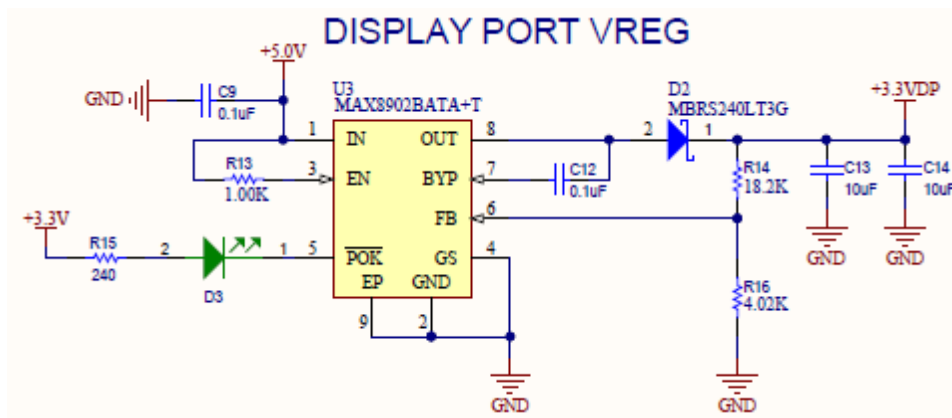 DISPLAY PORT VREG
+5.0V
GND
C9
0.1uF
U3
MAX8902BATA+T
D2
MBRS240LT3G
+3.3VDP
1
IN
OUT
8
2
1
R13
1.00K
3
EN
BYP
7
C12
0.1uF
R14
18.2K
C13
10uF
C14
10uF
FB
6
+3.3V
R15
240
2
1
5
POK
GS
4
GND
GND
D3
EP
GND
R16
4.02K
9
2
GND
GND